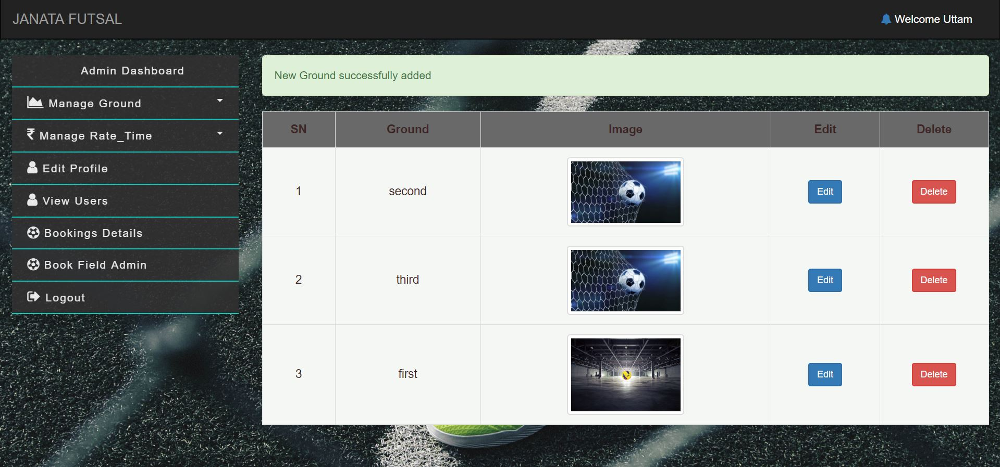 JANATA FUTSAL
Welcome Uttam
Admin Dashboard
Manage Ground
Manage Rate_Time
Edit Profile
View Users
Bookings Details
Book Field Admin
Logout
New Ground successfully added
SN Ground Image Edit Delete
1 second Edit Delete
2 third Edit Delete
3 first Edit Delete